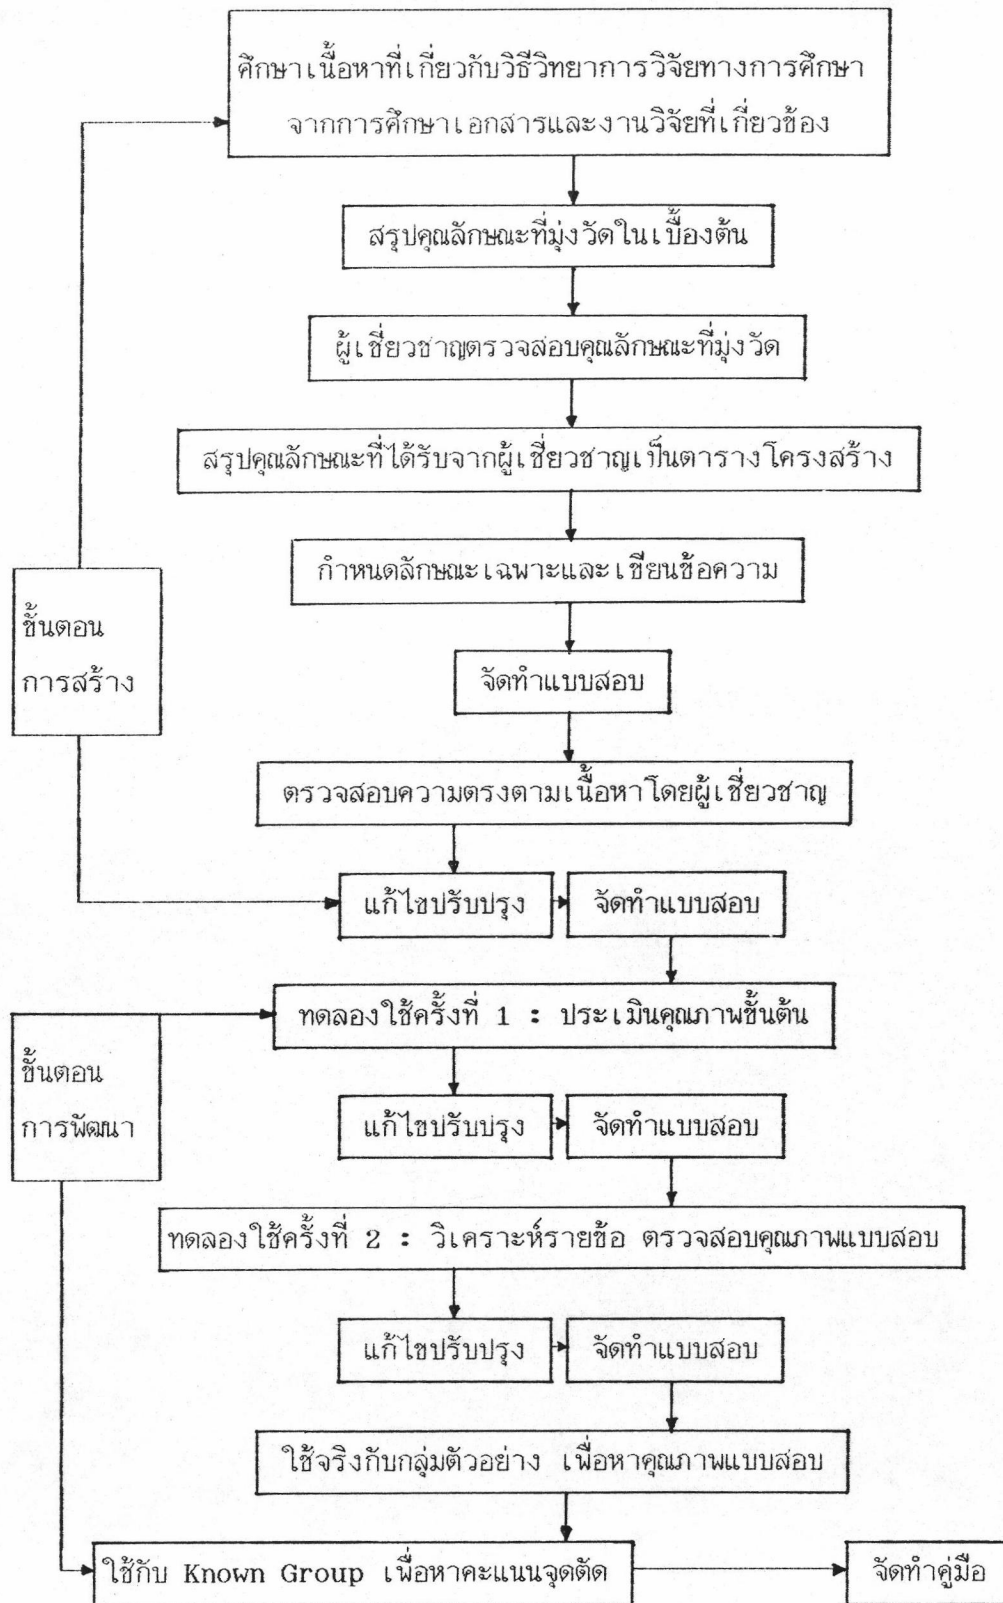 ศึกษาเนื้อหาที่เกี่ยวกับวิธีวิทยาการวิจัยทางการศึกษา
จากการศึกษาเอกสารและงานวิจัยที่เกี่ยวข้อง
สรุปคุณลักษณะที่มุ่งวัดในเบื้องต้น
ผู้เชี่ยวชาญตรวจสอบคุณลักษณะที่มุ่งวัด
สรุปคุณลักษณะที่ได้รับจากผู้เชี่ยวชาญเป็นตารางโครงสร้าง
กำหนดลักษณะเฉพาะและเขียนข้อความ
ขั้นตอน
การสร้าง
จัดทำแบบสอบ
ตรวจสอบความตรงตามเนื้อหาโดยผู้เชี่ยวชาญ
แก้ไขปรับปรุง จัดทำแบบสอบ
ทดลองใช้ครั้งที่ 1 : ประเมินคุณภาพขั้นต้น
ขั้นตอน
การพัฒนา
แก้ไขปรับปรุง จัดทำแบบสอบ
ทดลองใช้ครั้งที่ 2 : วิเคราะห์รายข้อ ตรวจสอบคุณภาพแบบสอบ
แก้ไขปรับปรุง จัดทำแบบสอบ
ใช้จริงกับกลุ่มตัวอย่าง เพื่อหาคุณภาพแบบสอบ
ใช้กับ Known Group เพื่อหาคะแนนจุดตัด จัดทำคู่มือ